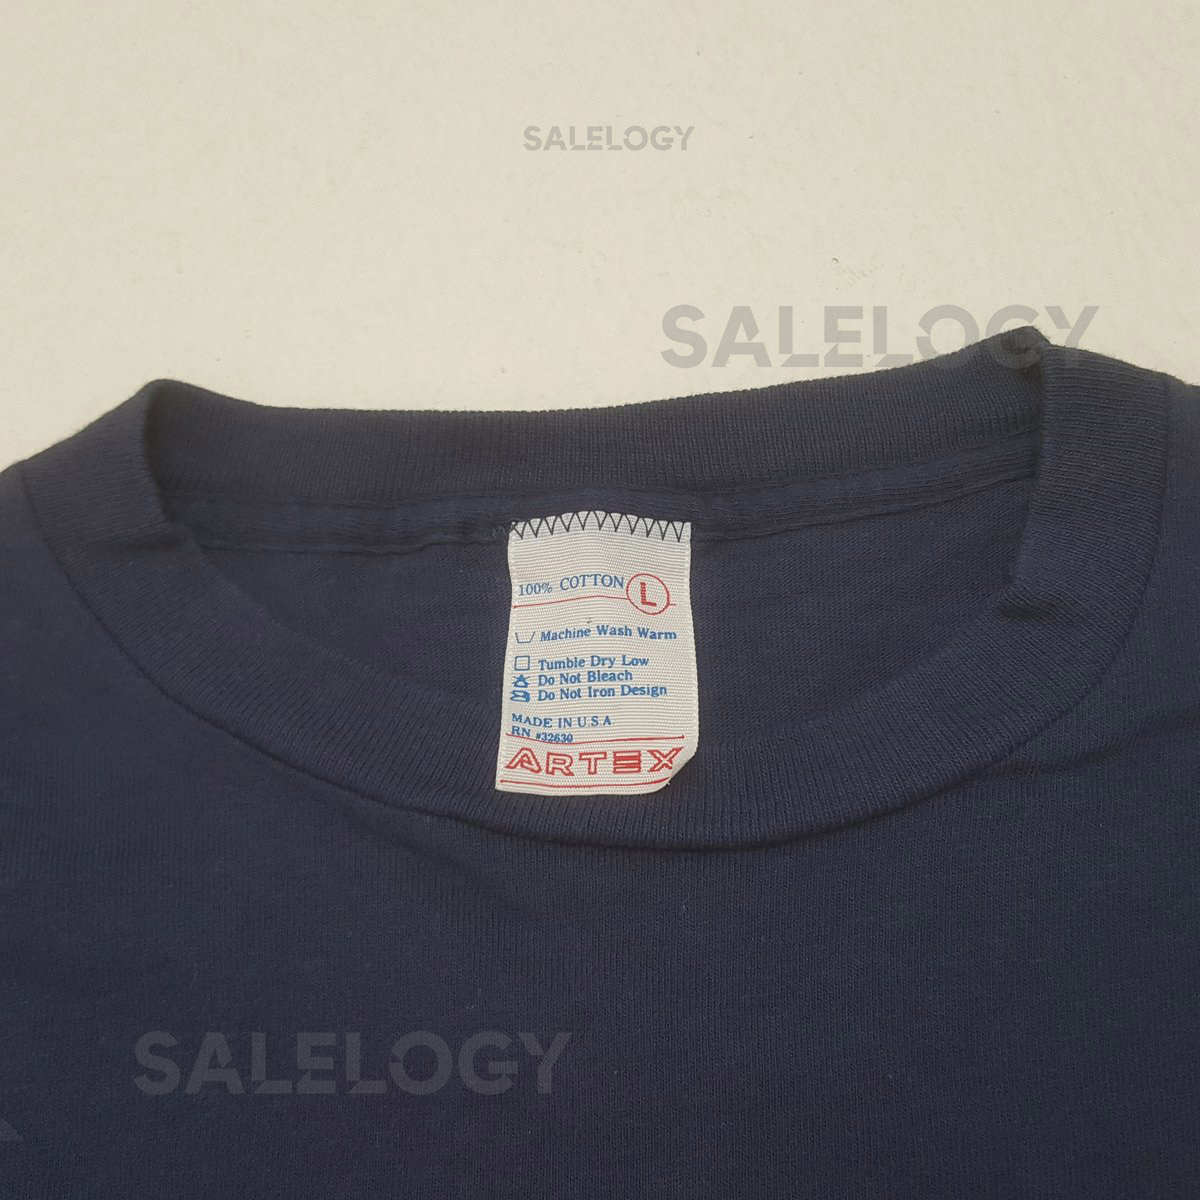 SALELOGY
SALELOGY
100% COTTON L
Machine Wash Warm
Tumble Dry Low
Do Not Bleach
Do Not Iron Design
MADE IN U.S.A
RN #32630
ARTEX
SALELOGY